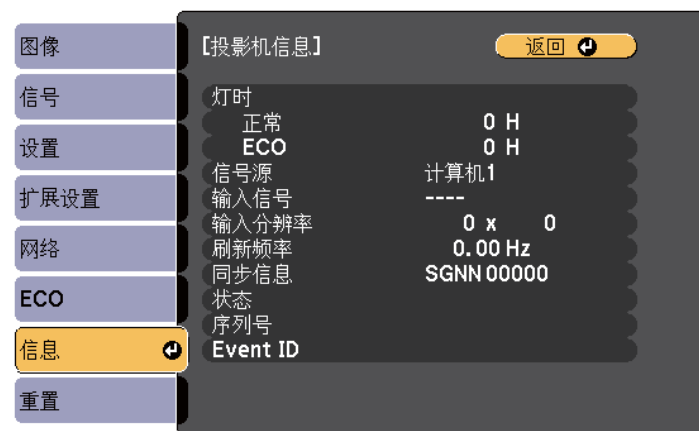 图像
信号
设置
扩展设置
网络
ECO
信息
重置
【投影机信息】
返回
灯时
正常 0 H
ECO 0 H
信号源 计算机1
输入信号 ----
输入分辨率 0 x 0
刷新频率 0.00 Hz
同步信息 SGNN 00000
状态
序列号
Event ID